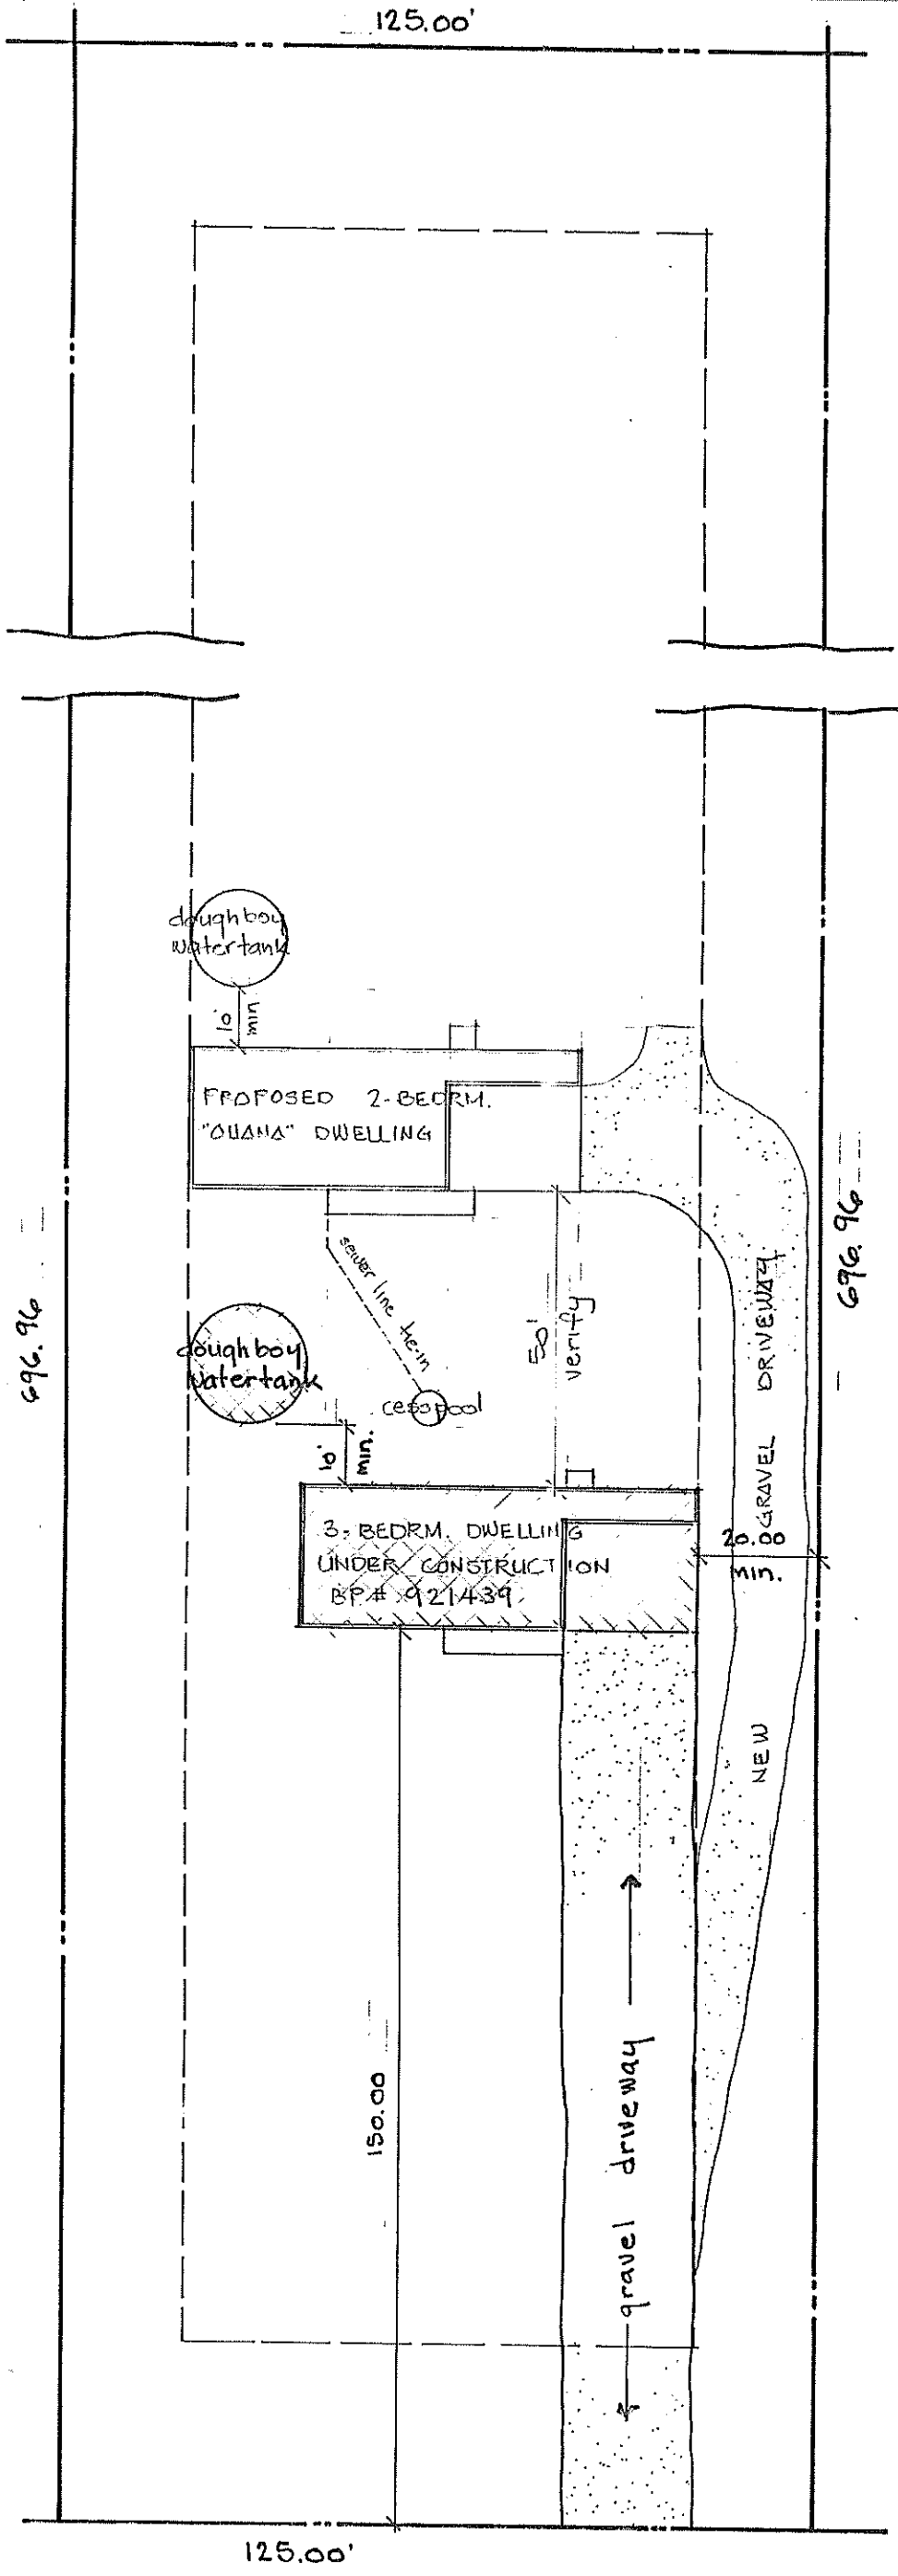 125.00'
doughboy
watertank
10'
min
PROPOSED 2-BEDRM.
"OHANA" DWELLING
sewer line tie-in
696.96
696.96
50'
verify
doughboy
watertank
cesspool
10'
min.
NEW GRAVEL DRIVEWAY
3-BEDRM. DWELLING
UNDER CONSTRUCTION
BP# 921439
20.00
min.
150.00
gravel driveway
125.00'